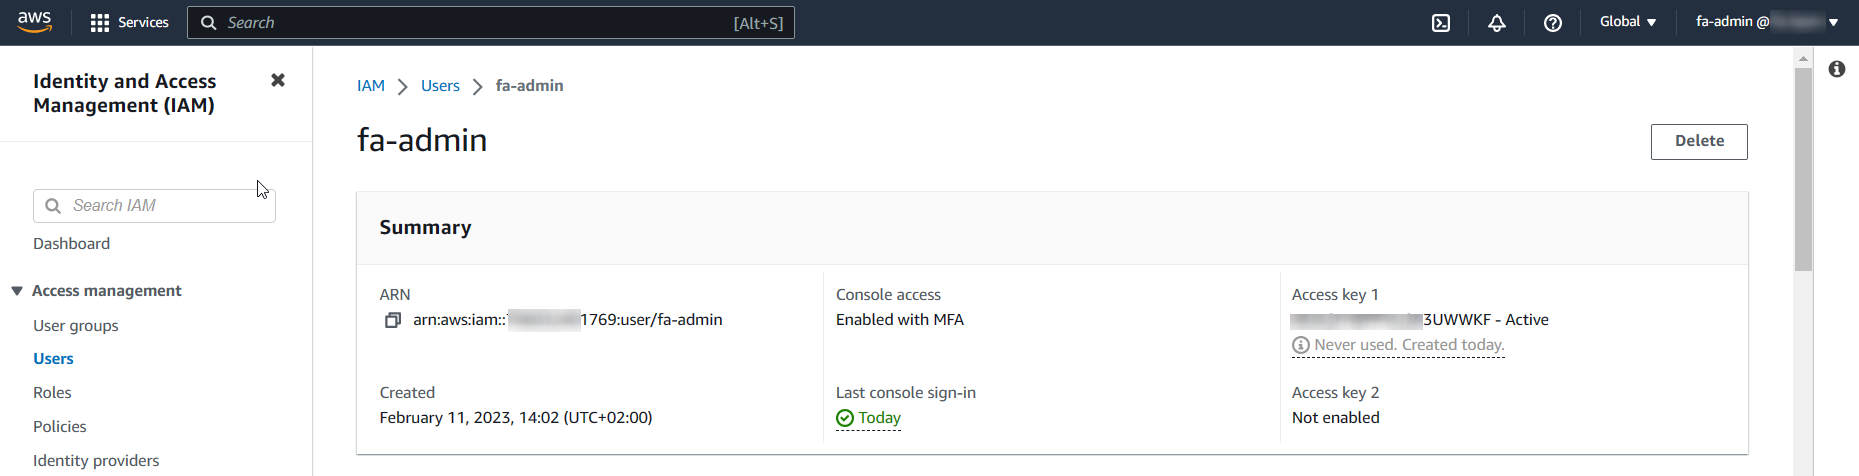 aws
Services
Search [Alt+S]
Global
fa-admin @
Identity and Access
Management (IAM)
Search IAM
Dashboard
Access management
User groups
Users
Roles
Policies
Identity providers
IAM > Users > fa-admin
fa-admin
Delete
Summary
ARN
arn:aws:iam:: 1769:user/fa-admin
Created
February 11, 2023, 14:02 (UTC+02:00)
Console access
Enabled with MFA
Last console sign-in
Today
Access key 1
3UWWKF - Active
Never used. Created today.
Access key 2
Not enabled